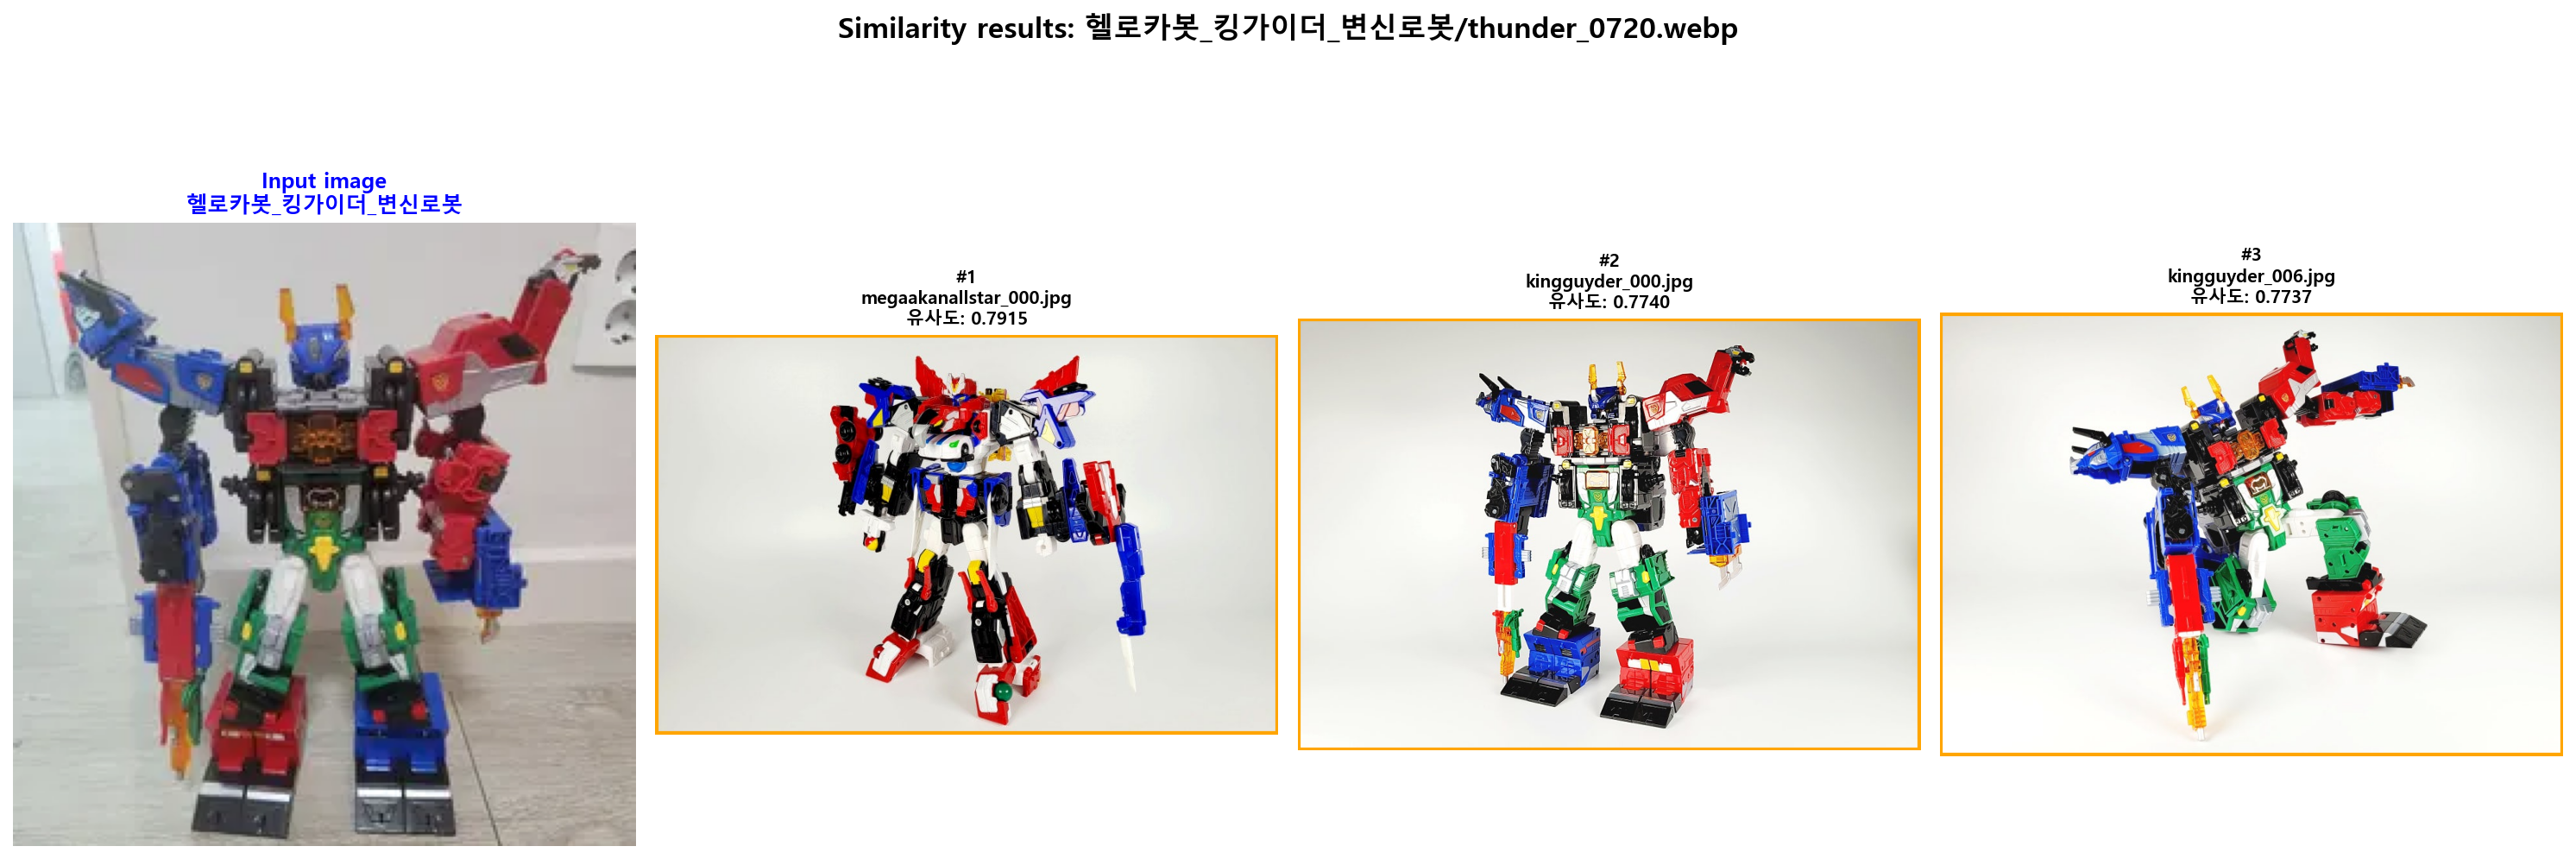 Similarity results: 헬로카봇_킹가이더_변신로봇/thunder_0720.webp
Input image
헬로카봇_킹가이더_변신로봇
#1
megaakanallstar_000.jpg
유사도: 0.7915
#2
kingguyder_000.jpg
유사도: 0.7740
#3
kingguyder_006.jpg
유사도: 0.7737